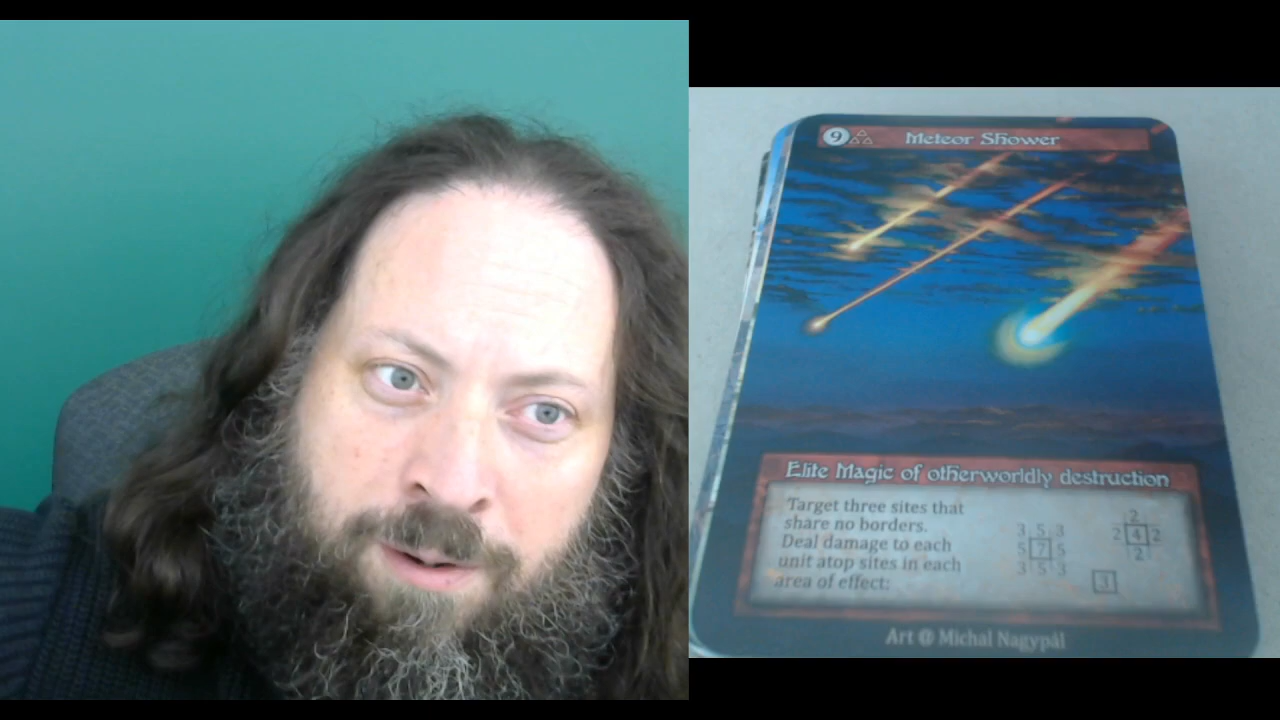 9 Meteor Shower
Elite Magic of otherworldly destruction
Target three sites that
share no borders.
Deal damage to each
unit atop sites in each
area of effect:
3 5 3
5 7 5
3 5 3
2
2 4 2
2
3
Art @ Michal Nagypál